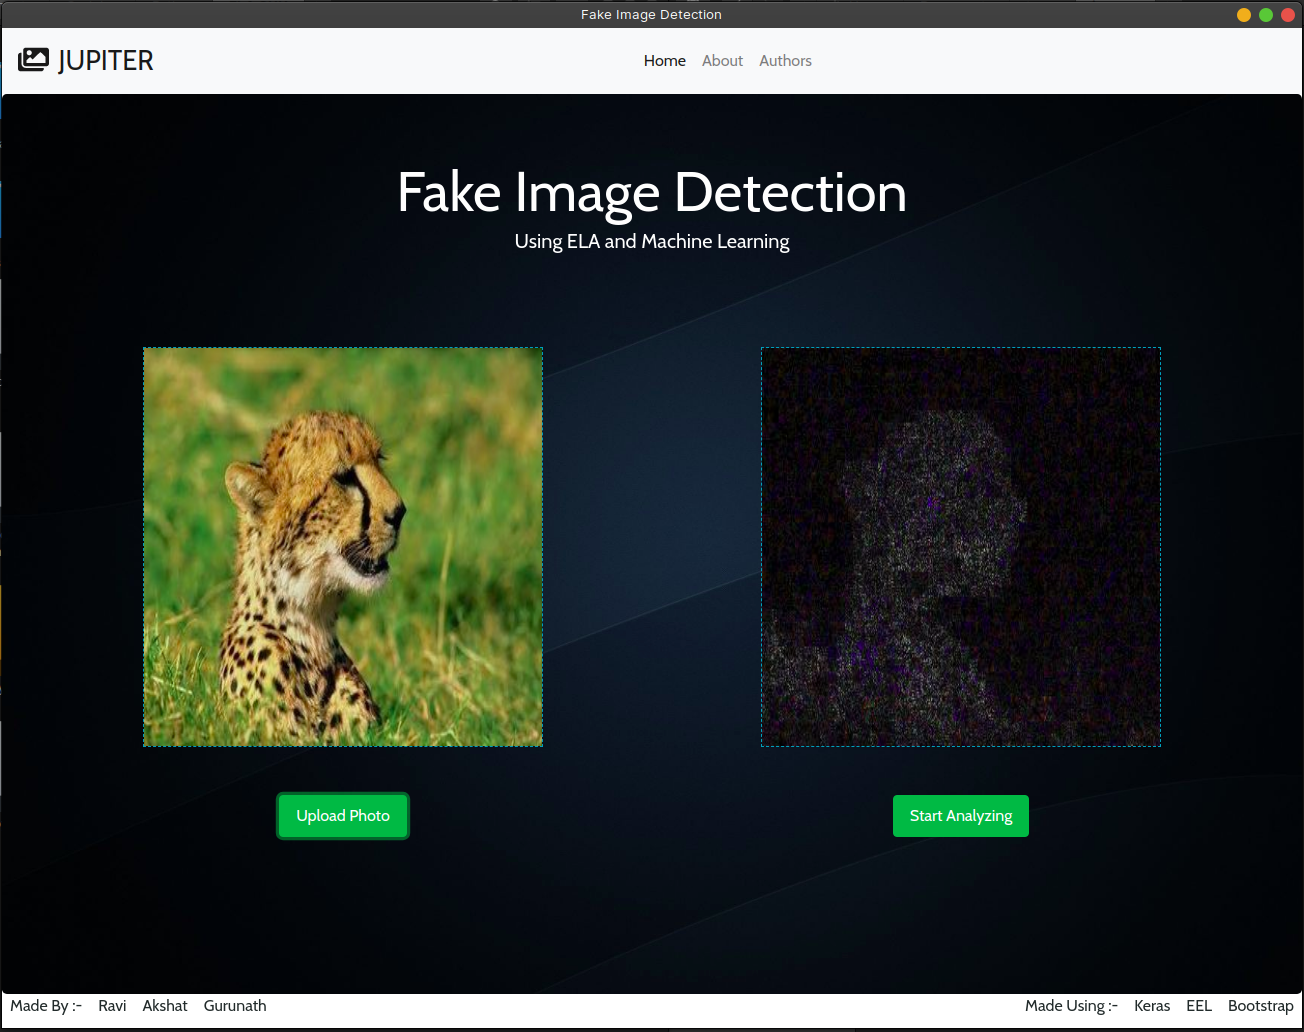 Fake Image Detection
JUPITER
Home About Authors
Fake Image Detection
Using ELA and Machine Learning
Upload Photo
Start Analyzing
Made By :- Ravi Akshat Gurunath
Made Using :- Keras EEL Bootstrap